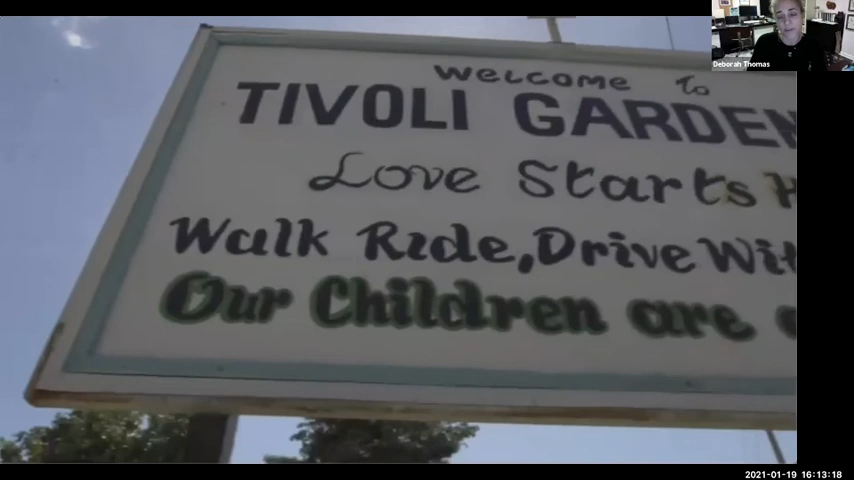 Deborah Thomas
Welcome to
TIVOLI GARDEN
Love Starts
Walk Ride, Drive Wit
Our Children are
2021-01-19 16:13:18